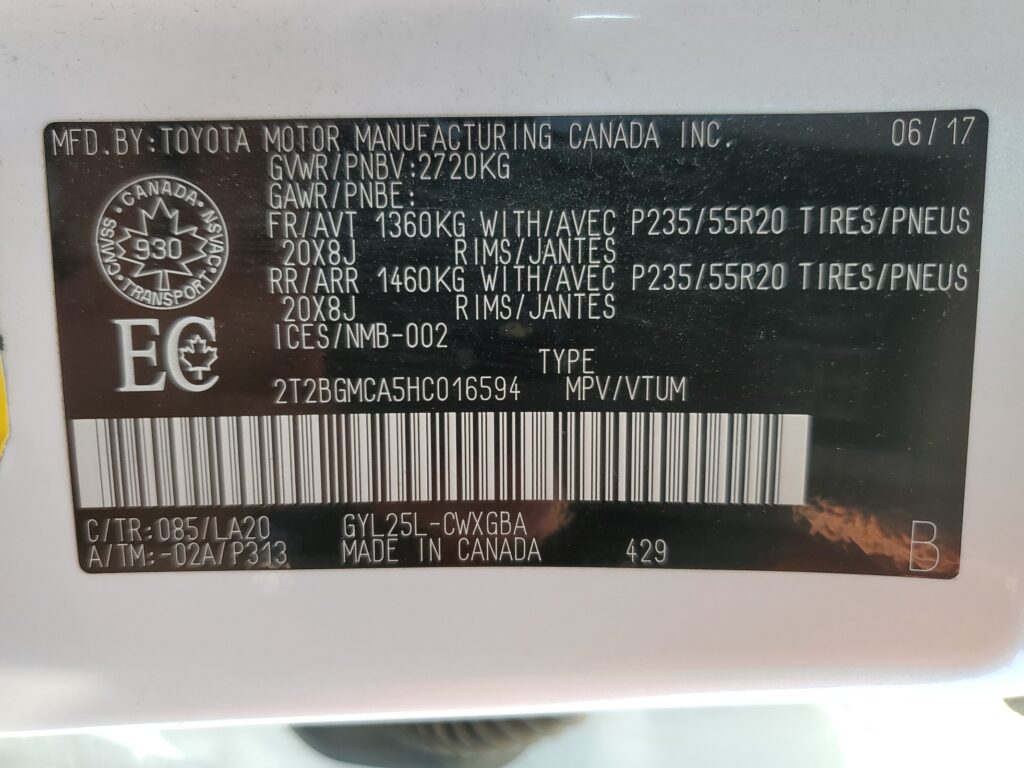 MFD. BY: TOYOTA MOTOR MANUFACTURING CANADA INC. 06/17
GVWR/PNBV: 2720KG
GAWR/PNBE:
FR/AVT 1360KG WITH/AVEC P235/55R20 TIRES/PNEUS
20X8J RIMS/JANTES
RR/ARR 1460KG WITH/AVEC P235/55R20 TIRES/PNEUS
20X8J RIMS/JANTES
ICES/NMB-002
CANADA · NSVAC · TRANSPORT · CMVSS ·
930
EC
TYPE
2T2BGMCA5HC016594 MPV/VTUM
C/TR: 085/LA20 GYL25L-CWXGBA
A/TM: -02A/P313 MADE IN CANADA 429 B